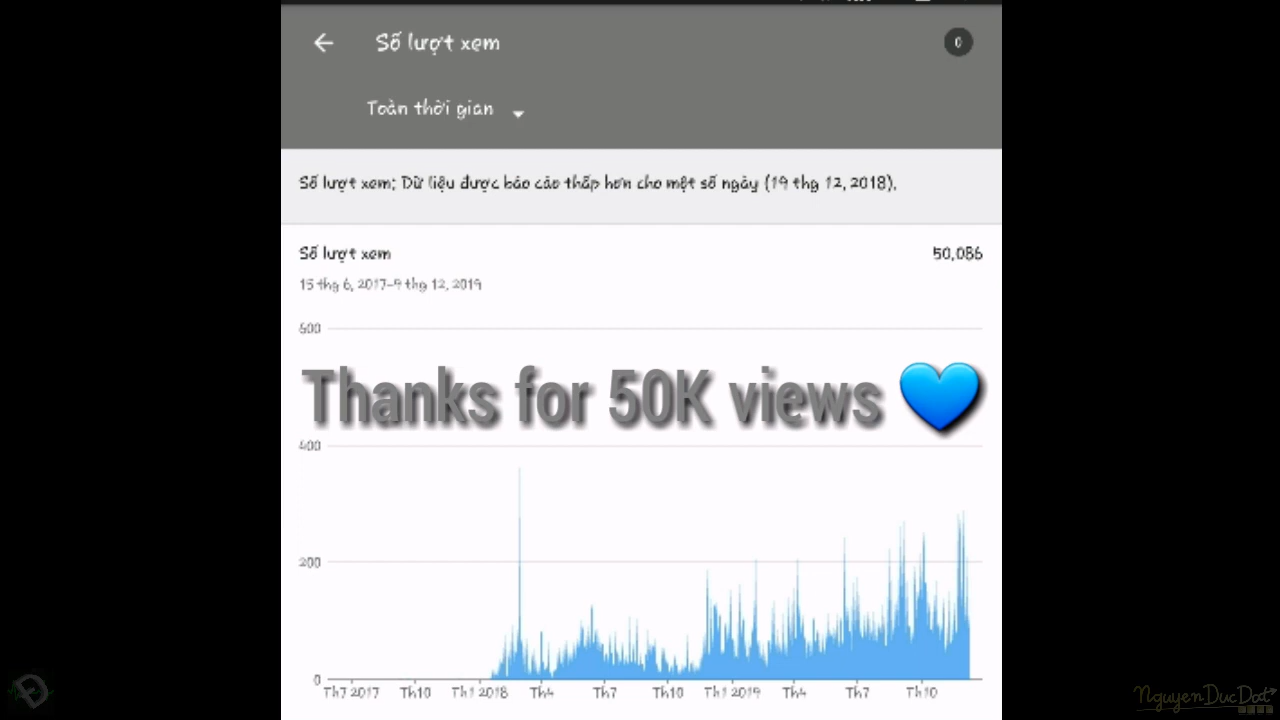 Số lượt xem
0
Toàn thời gian
Số lượt xem: Dữ liệu được báo cáo thấp hơn cho một số ngày (19 thg 12, 2018).
Số lượt xem 50,086
15 thg 6, 2017–9 thg 12, 2019
600
Thanks for 50K views 💙
400
200
0
Th7 2017 Th10 Th1 2018 Th4 Th7 Th10 Th1 2019 Th4 Th7 Th10
NguyenDucDat